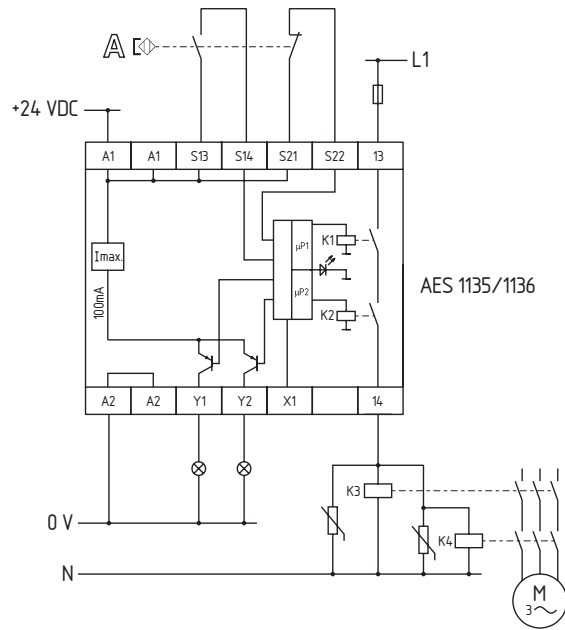 A
L1
+24 VDC
A1 A1 S13 S14 S21 S22 13
K1
µP1
Imax.
100mA
AES 1135/1136
µP2
K2
A2 A2 Y1 Y2 X1 14
K3
K4
0 V
N
M
3